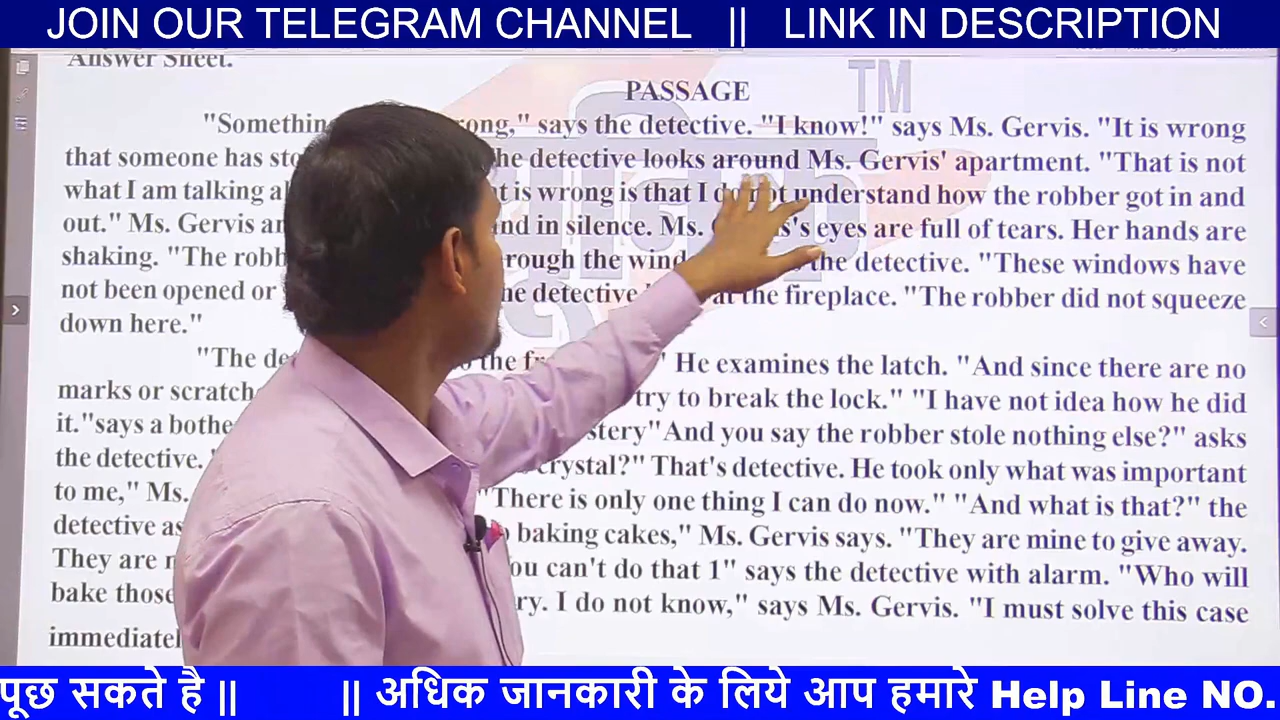 JOIN OUR TELEGRAM CHANNEL || LINK IN DESCRIPTION
Answer Sheet.
PASSAGE
TM
"Somethin rong," says the detective. "I know!" says Ms. Gervis. "It is wrong
that someone has sto he detective looks around Ms. Gervis' apartment. "That is not
what I am talking a t is wrong is that I do not understand how the robber got in and
out." Ms. Gervis an nd in silence. Ms. s's eyes are full of tears. Her hands are
shaking. "The robb rough the wind the detective. "These windows have
not been opened or he detective at the fireplace. "The robber did not squeeze
down here."
"The de the fr He examines the latch. "And since there are no
marks or scratch try to break the lock." "I have not idea how he did
it."says a bothe stery"And you say the robber stole nothing else?" asks
the detective. crystal?" That's detective. He took only what was important
to me," Ms. "There is only one thing I can do now." "And what is that?" the
detective as baking cakes," Ms. Gervis says. "They are mine to give away.
They are ou can't do that 1" says the detective with alarm. "Who will
bake those ry. I do not know," says Ms. Gervis. "I must solve this case
immediatel
पूछ सकते है || || अधिक जानकारी के लिये आप हमारे Help Line NO.